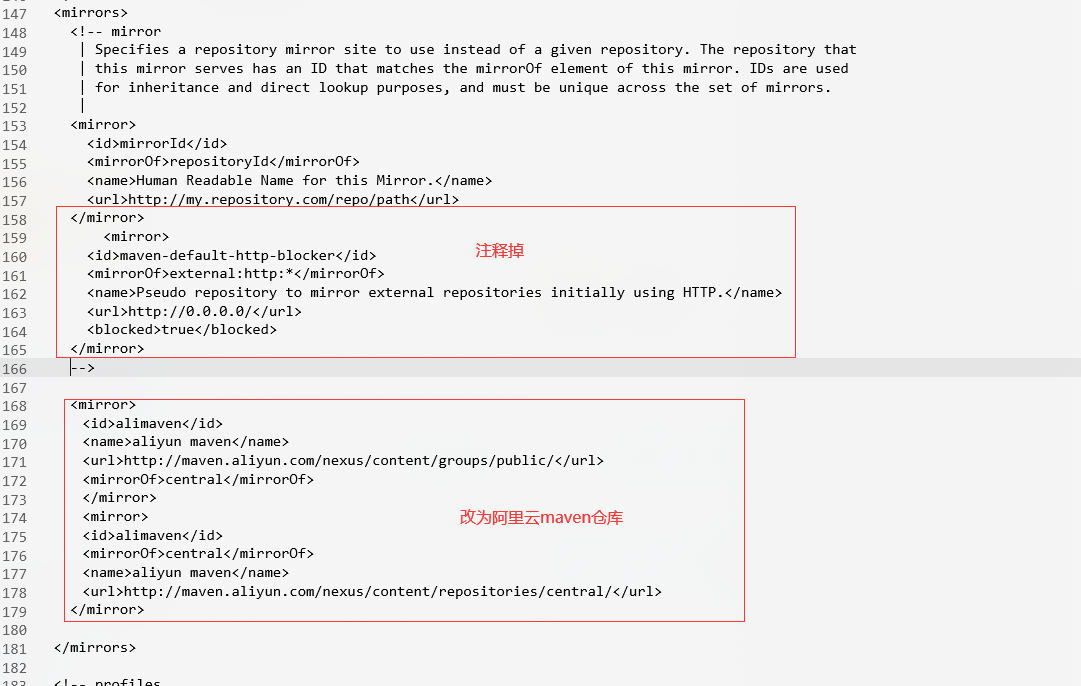 147 <mirrors>
148 <!-- mirror
149 | Specifies a repository mirror site to use instead of a given repository. The repository that
150 | this mirror serves has an ID that matches the mirrorOf element of this mirror. IDs are used
151 | for inheritance and direct lookup purposes, and must be unique across the set of mirrors.
152 |
153 <mirror>
154 <id>mirrorId</id>
155 <mirrorOf>repositoryId</mirrorOf>
156 <name>Human Readable Name for this Mirror.</name>
157 <url>http://my.repository.com/repo/path</url>
158 </mirror>
159 <mirror>
注释掉
160 <id>maven-default-http-blocker</id>
161 <mirrorOf>external:http:*</mirrorOf>
162 <name>Pseudo repository to mirror external repositories initially using HTTP.</name>
163 <url>http://0.0.0.0/</url>
164 <blocked>true</blocked>
165 </mirror>
166 -->
167
168 <mirror>
169 <id>alimaven</id>
170 <name>aliyun maven</name>
171 <url>http://maven.aliyun.com/nexus/content/groups/public/</url>
172 <mirrorOf>central</mirrorOf>
173 </mirror>
174 <mirror>
改为阿里云maven仓库
175 <id>alimaven</id>
176 <mirrorOf>central</mirrorOf>
177 <name>aliyun maven</name>
178 <url>http://maven.aliyun.com/nexus/content/repositories/central/</url>
179 </mirror>
180
181 </mirrors>
182
183 <!-- profiles